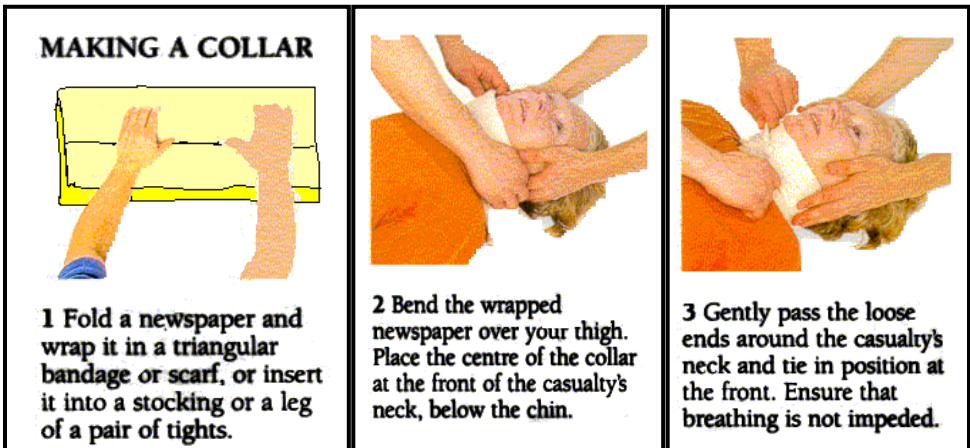 MAKING A COLLAR
1 Fold a newspaper and
wrap it in a triangular
bandage or scarf, or insert
it into a stocking or a leg
of a pair of tights.
2 Bend the wrapped
newspaper over your thigh.
Place the centre of the collar
at the front of the casualty's
neck, below the chin.
3 Gently pass the loose
ends around the casualty's
neck and tie in position at
the front. Ensure that
breathing is not impeded.